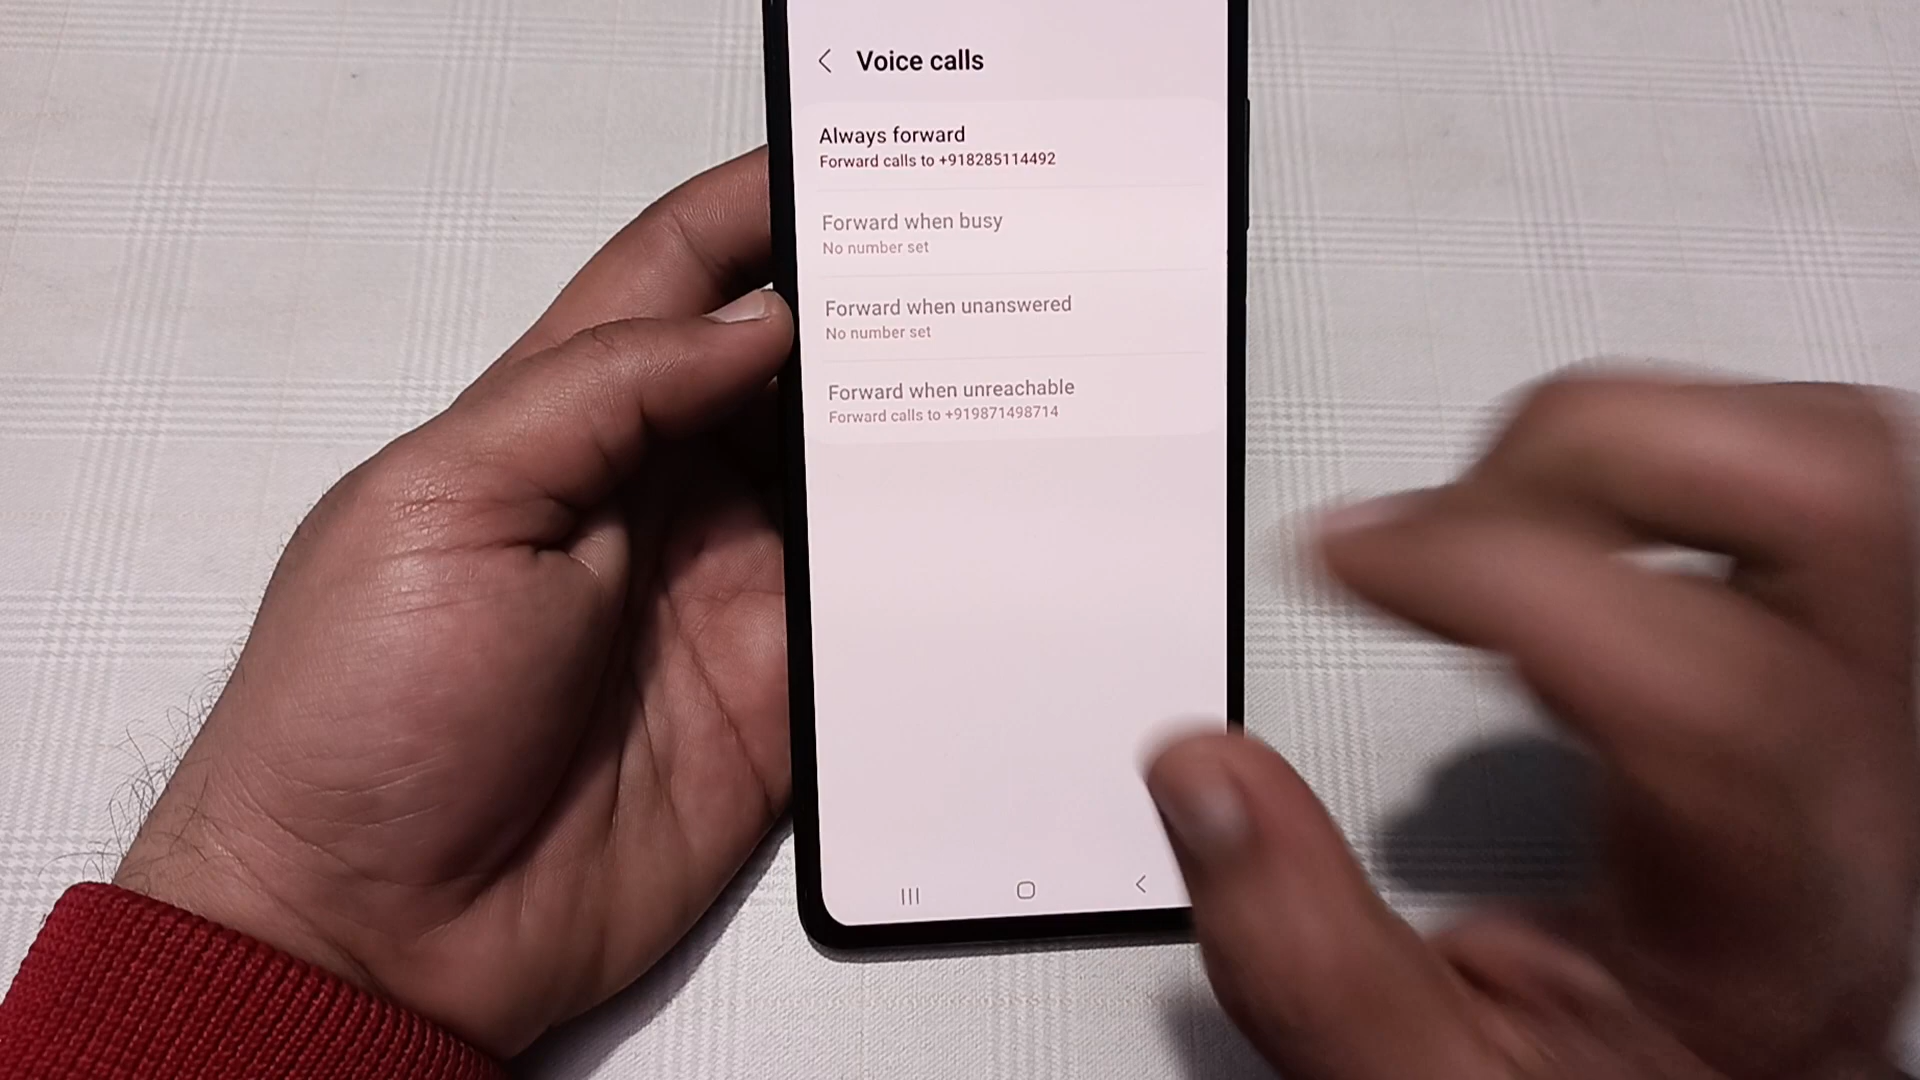 Voice calls
Always forward
Forward calls to +918285114492
Forward when busy
No number set
Forward when unanswered
No number set
Forward when unreachable
Forward calls to +919871498714